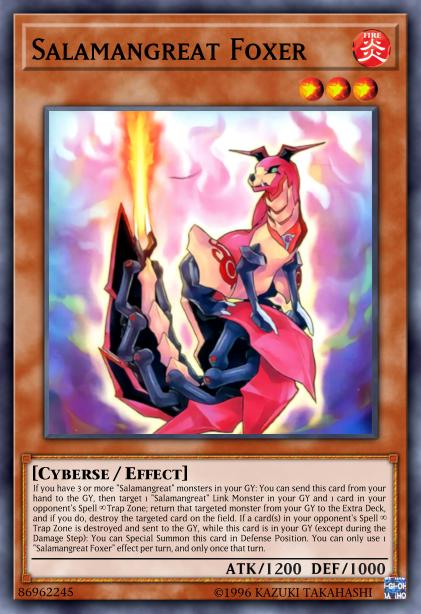 Salamangreat Foxer
FIRE
炎
[Cyberse / Effect]
If you have 3 or more "Salamangreat" monsters in your GY: You can send this card from your
hand to the GY, then target 1 "Salamangreat" Link Monster in your GY and 1 card in your
opponent's Spell ∞ Trap Zone; return that targeted monster from your GY to the Extra Deck,
and if you do, destroy the targeted card on the field. If a card(s) in your opponent's Spell ∞
Trap Zone is destroyed and sent to the GY, while this card is in your GY (except during the
Damage Step): You can Special Summon this card in Defense Position. You can only use 1
"Salamangreat Foxer" effect per turn, and only once that turn.
ATK/1200 DEF/1000
86962245
©1996 KAZUKI TAKAHASHI